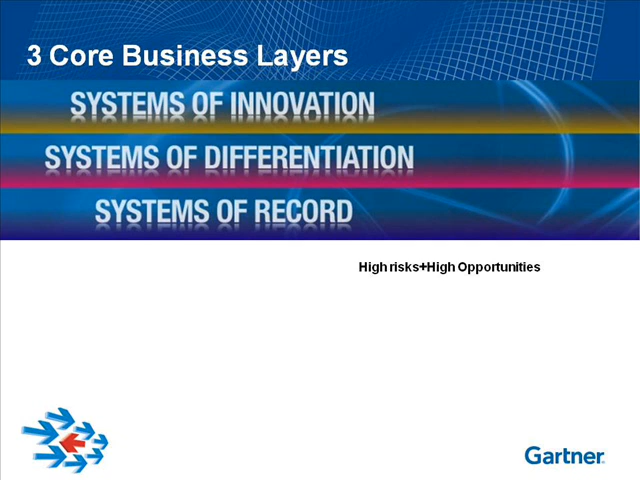 3 Core Business Layers
SYSTEMS OF INNOVATION
SYSTEMS OF DIFFERENTIATION
SYSTEMS OF RECORD
High risks+High Opportunities
Gartner